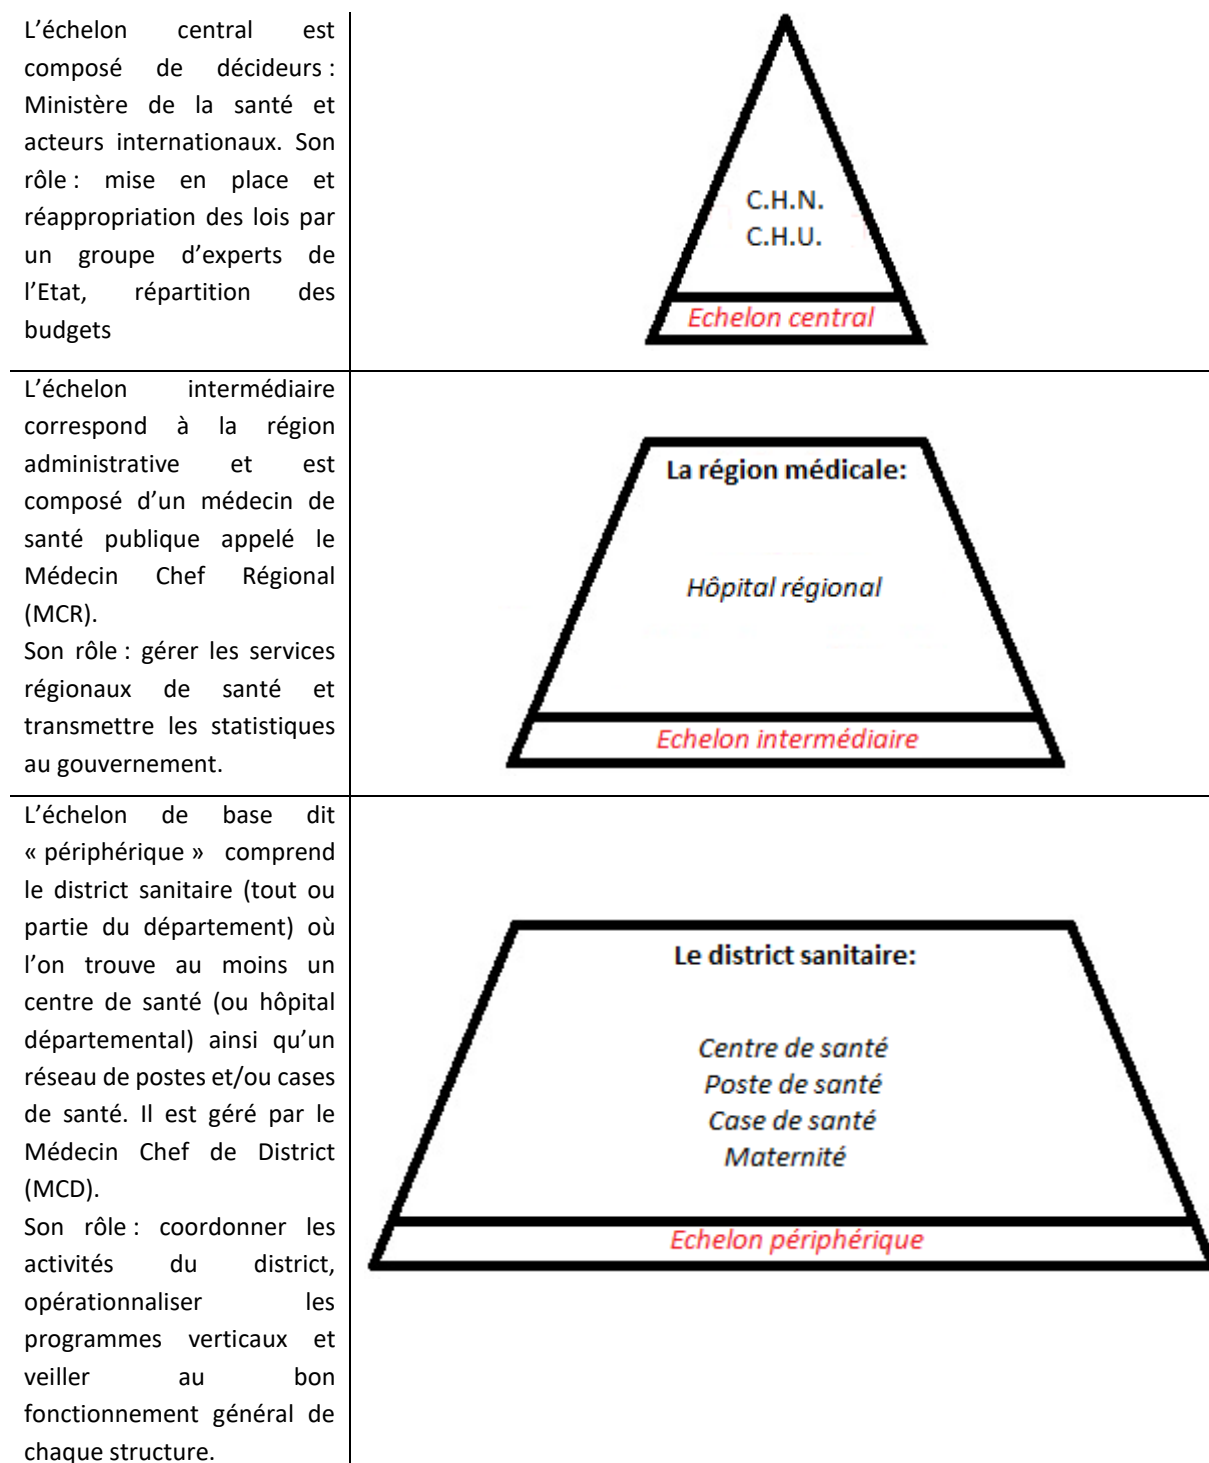 L’échelon central est
composé de décideurs :
Ministère de la santé et
acteurs internationaux. Son
rôle : mise en place et
réappropriation des lois par
un groupe d’experts de
l’Etat, répartition des
budgets
C.H.N.
C.H.U.
Echelon central
L’échelon intermédiaire
correspond à la région
administrative et est
composé d’un médecin de
santé publique appelé le
Médecin Chef Régional
(MCR).
Son rôle : gérer les services
régionaux de santé et
transmettre les statistiques
au gouvernement.
La région médicale:
Hôpital régional
Echelon intermédiaire
L’échelon de base dit
« périphérique » comprend
le district sanitaire (tout ou
partie du département) où
l’on trouve au moins un
centre de santé (ou hôpital
départemental) ainsi qu’un
réseau de postes et/ou cases
de santé. Il est géré par le
Médecin Chef de District
(MCD).
Son rôle : coordonner les
activités du district,
opérationnaliser les
programmes verticaux et
veiller au bon
fonctionnement général de
chaque structure.
Le district sanitaire:
Centre de santé
Poste de santé
Case de santé
Maternité
Echelon périphérique